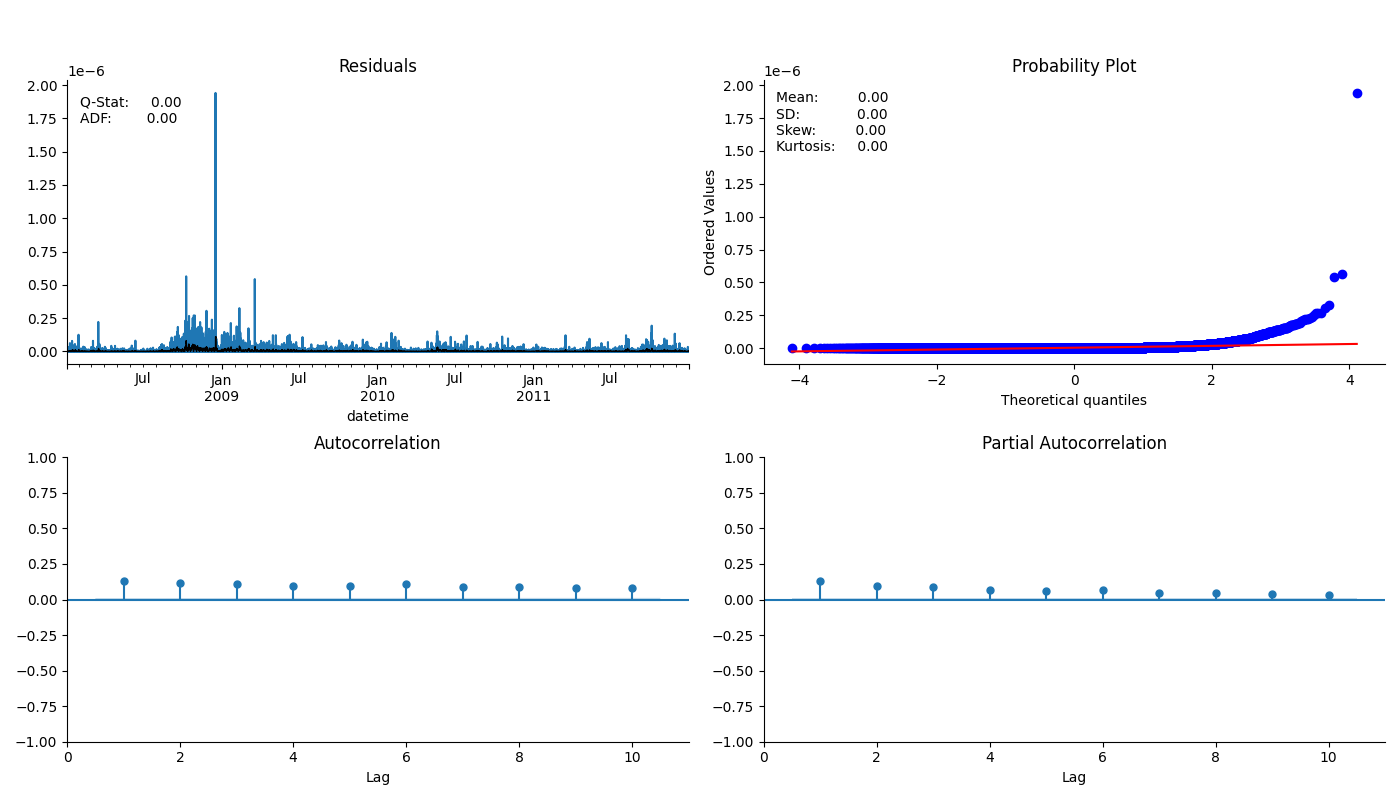 Residuals
1e−6
2.00
1.75
1.50
1.25
1.00
0.75
0.50
0.25
0.00
Q-Stat: 0.00
ADF: 0.00
Jul Jan Jul Jan Jul Jan Jul
2009 2010 2011
datetime
Probability Plot
1e−6
2.00
1.75
1.50
1.25
1.00
0.75
0.50
0.25
0.00
Ordered Values
Mean: 0.00
SD: 0.00
Skew: 0.00
Kurtosis: 0.00
−4 −2 0 2 4
Theoretical quantiles
Autocorrelation
1.00
0.75
0.50
0.25
0.00
−0.25
−0.50
−0.75
−1.00
0 2 4 6 8 10
Lag
Partial Autocorrelation
1.00
0.75
0.50
0.25
0.00
−0.25
−0.50
−0.75
−1.00
0 2 4 6 8 10
Lag